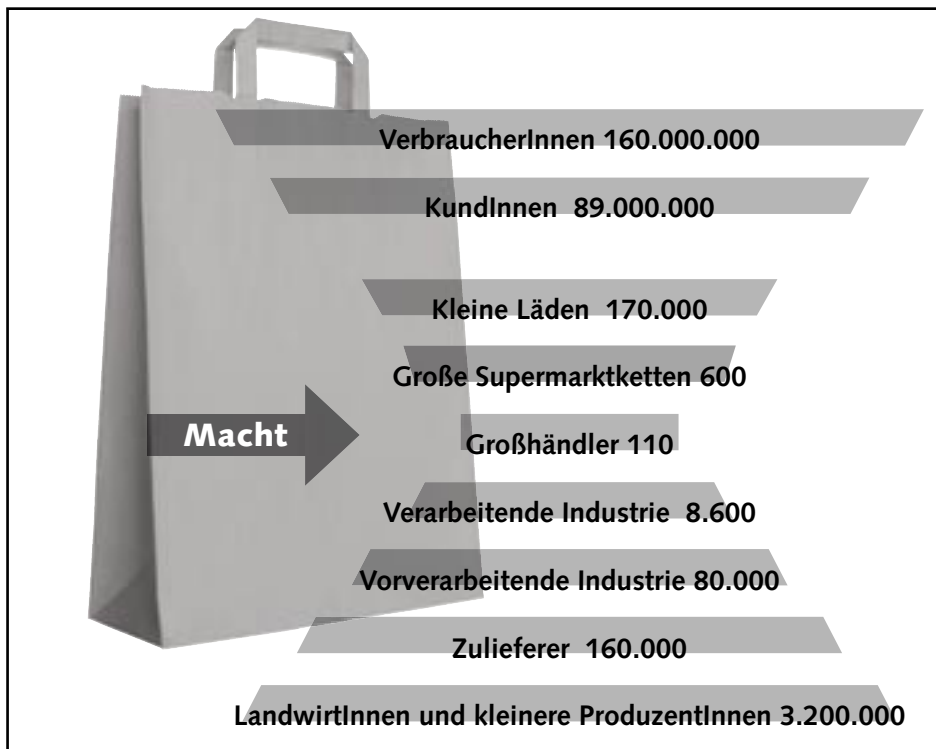 VerbraucherInnen 160.000.000
KundInnen 89.000.000
Kleine Läden 170.000
Große Supermarktketten 600
Macht
Großhändler 110
Verarbeitende Industrie 8.600
Vorverarbeitende Industrie 80.000
Zulieferer 160.000
LandwirtInnen und kleinere ProduzentInnen 3.200.000